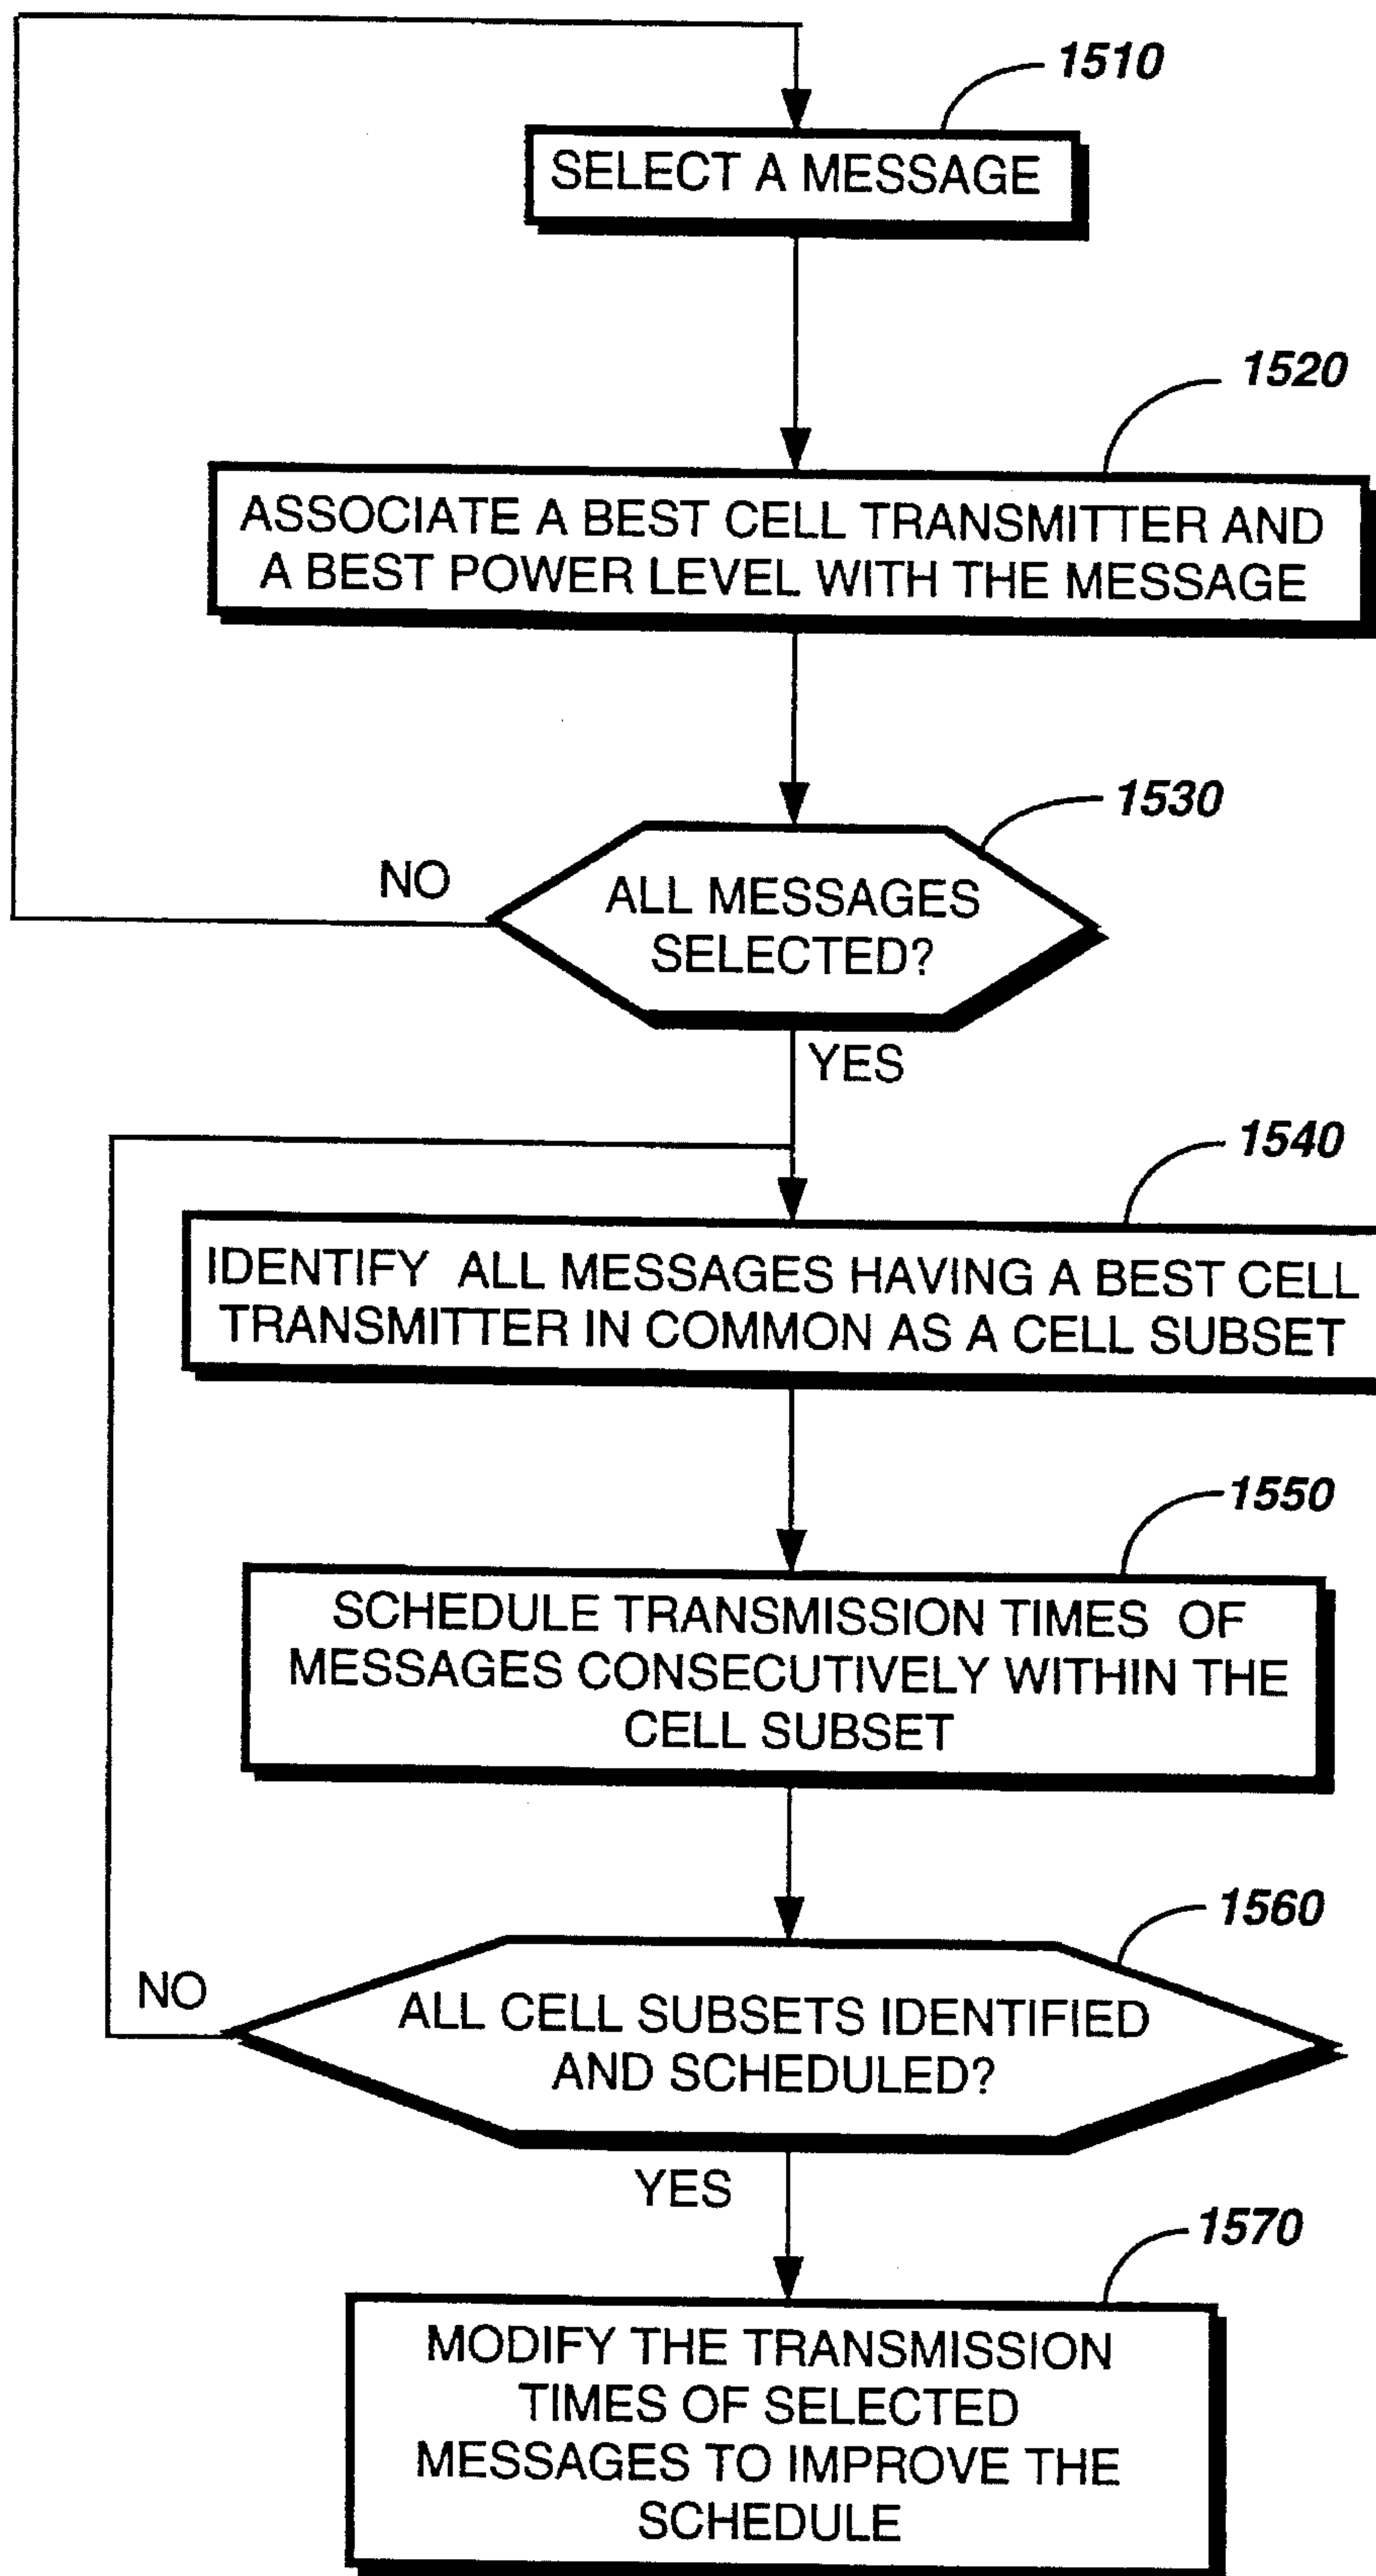 1510
SELECT A MESSAGE
1520
ASSOCIATE A BEST CELL TRANSMITTER AND
A BEST POWER LEVEL WITH THE MESSAGE
1530
NO
ALL MESSAGES
SELECTED?
YES
1540
IDENTIFY ALL MESSAGES HAVING A BEST CELL
TRANSMITTER IN COMMON AS A CELL SUBSET
1550
SCHEDULE TRANSMISSION TIMES OF
MESSAGES CONSECUTIVELY WITHIN THE
CELL SUBSET
1560
NO
ALL CELL SUBSETS IDENTIFIED
AND SCHEDULED?
YES
1570
MODIFY THE TRANSMISSION
TIMES OF SELECTED
MESSAGES TO IMPROVE THE
SCHEDULE